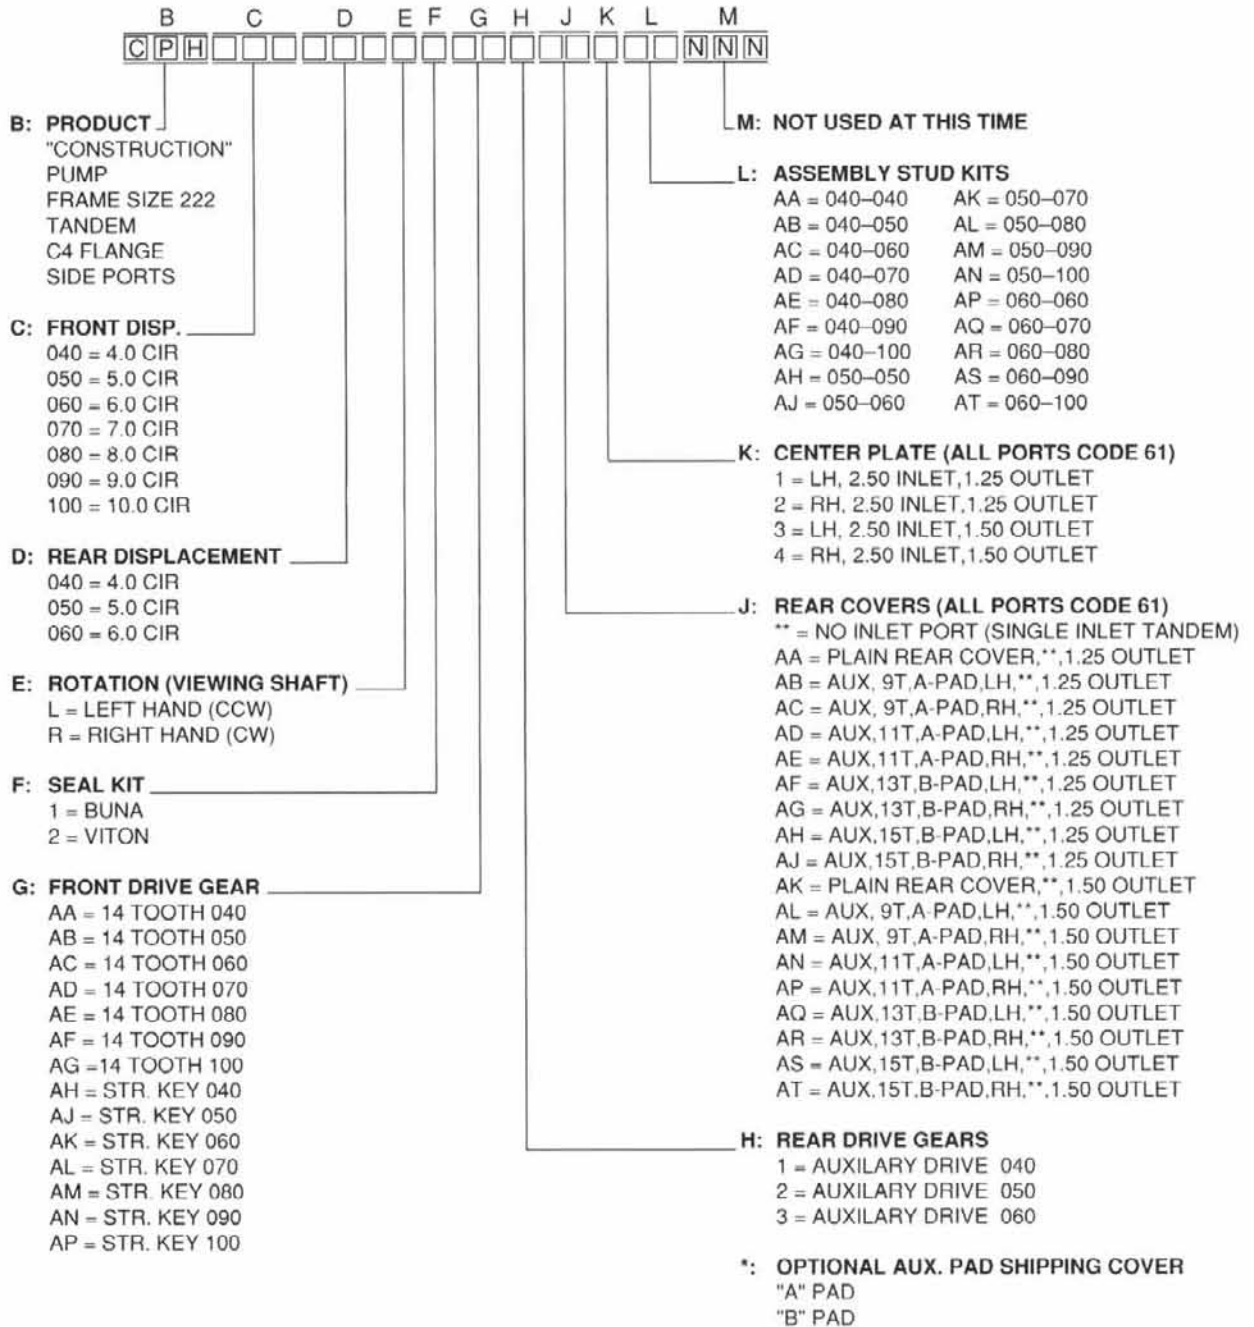 B C D E F G H J K L M
C P H N N N
B: PRODUCT
"CONSTRUCTION"
PUMP
FRAME SIZE 222
TANDEM
C4 FLANGE
SIDE PORTS
C: FRONT DISP.
040 = 4.0 CIR
050 = 5.0 CIR
060 = 6.0 CIR
070 = 7.0 CIR
080 = 8.0 CIR
090 = 9.0 CIR
100 = 10.0 CIR
D: REAR DISPLACEMENT
040 = 4.0 CIR
050 = 5.0 CIR
060 = 6.0 CIR
E: ROTATION (VIEWING SHAFT)
L = LEFT HAND (CCW)
R = RIGHT HAND (CW)
F: SEAL KIT
1 = BUNA
2 = VITON
G: FRONT DRIVE GEAR
AA = 14 TOOTH 040
AB = 14 TOOTH 050
AC = 14 TOOTH 060
AD = 14 TOOTH 070
AE = 14 TOOTH 080
AF = 14 TOOTH 090
AG =14 TOOTH 100
AH = STR. KEY 040
AJ = STR. KEY 050
AK = STR. KEY 060
AL = STR. KEY 070
AM = STR. KEY 080
AN = STR. KEY 090
AP = STR. KEY 100
M: NOT USED AT THIS TIME
L: ASSEMBLY STUD KITS
AA = 040–040 AK = 050–070
AB = 040–050 AL = 050–080
AC = 040–060 AM = 050–090
AD = 040–070 AN = 050–100
AE = 040–080 AP = 060–060
AF = 040–090 AQ = 060–070
AG = 040–100 AR = 060–080
AH = 050–050 AS = 060–090
AJ = 050–060 AT = 060–100
K: CENTER PLATE (ALL PORTS CODE 61)
1 = LH, 2.50 INLET,1.25 OUTLET
2 = RH, 2.50 INLET,1.25 OUTLET
3 = LH, 2.50 INLET,1.50 OUTLET
4 = RH, 2.50 INLET,1.50 OUTLET
J: REAR COVERS (ALL PORTS CODE 61)
** = NO INLET PORT (SINGLE INLET TANDEM)
AA = PLAIN REAR COVER,**,1.25 OUTLET
AB = AUX, 9T,A-PAD,LH,**,1.25 OUTLET
AC = AUX, 9T,A-PAD,RH,**,1.25 OUTLET
AD = AUX,11T,A-PAD,LH,**,1.25 OUTLET
AE = AUX,11T,A-PAD,RH,**,1.25 OUTLET
AF = AUX,13T,B-PAD,LH,**,1.25 OUTLET
AG = AUX,13T,B-PAD,RH,**,1.25 OUTLET
AH = AUX,15T,B-PAD,LH,**,1.25 OUTLET
AJ = AUX,15T,B-PAD,RH,**,1.25 OUTLET
AK = PLAIN REAR COVER,**,1.50 OUTLET
AL = AUX, 9T,A-PAD,LH,**,1.50 OUTLET
AM = AUX, 9T,A-PAD,RH,**,1.50 OUTLET
AN = AUX,11T,A-PAD,LH,**,1.50 OUTLET
AP = AUX,11T,A-PAD,RH,**,1.50 OUTLET
AQ = AUX,13T,B-PAD,LH,**,1.50 OUTLET
AR = AUX,13T,B-PAD,RH,**,1.50 OUTLET
AS = AUX,15T,B-PAD,LH,**,1.50 OUTLET
AT = AUX,15T,B-PAD,RH,**,1.50 OUTLET
H: REAR DRIVE GEARS
1 = AUXILARY DRIVE 040
2 = AUXILARY DRIVE 050
3 = AUXILARY DRIVE 060
*: OPTIONAL AUX. PAD SHIPPING COVER
"A" PAD
"B" PAD